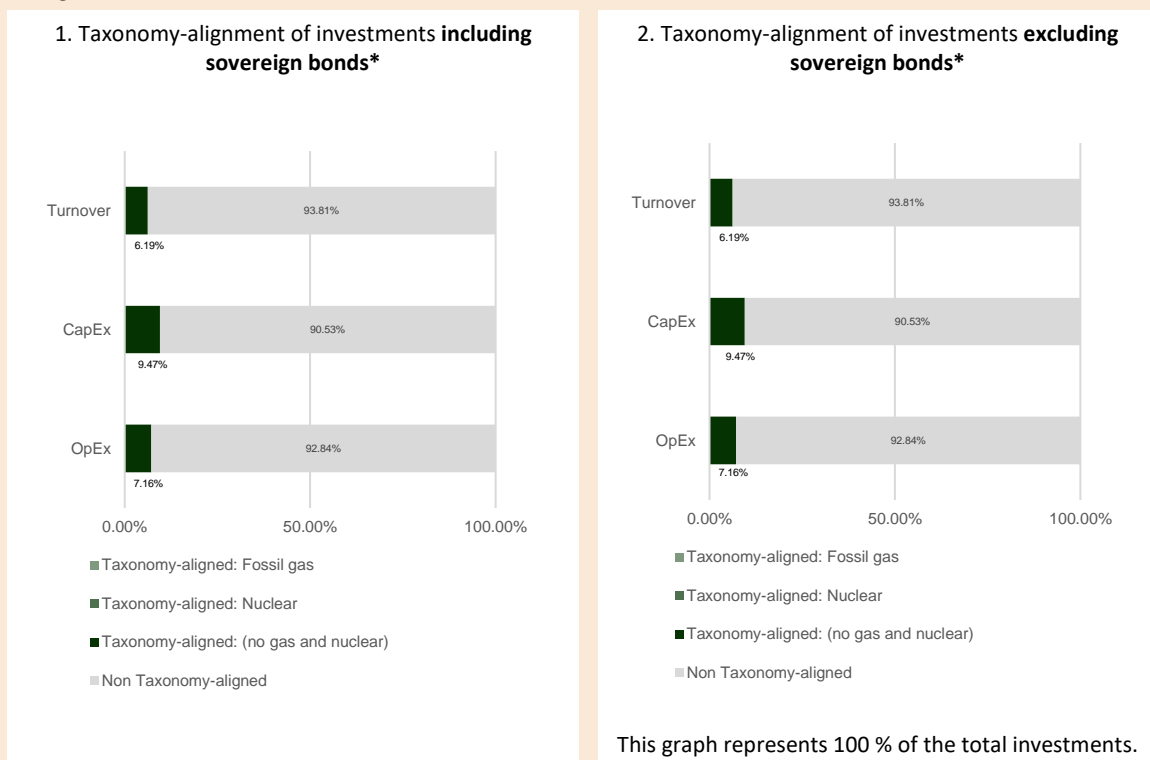 1. Taxonomy-alignment of investments including
sovereign bonds*
Turnover
93.81%
6.19%
CapEx
90.53%
9.47%
OpEx
92.84%
7.16%
0.00%
50.00%
100.00%
Taxonomy-aligned: Fossil gas
Taxonomy-aligned: Nuclear
Taxonomy-aligned: (no gas and nuclear)
Non Taxonomy-aligned
2. Taxonomy-alignment of investments excluding
sovereign bonds*
Turnover
93.81%
6.19%
CapEx
90.53%
9.47%
OpEx
92.84%
7.16%
0.00%
50.00%
100.00%
Taxonomy-aligned: Fossil gas
Taxonomy-aligned: Nuclear
Taxonomy-aligned: (no gas and nuclear)
Non Taxonomy-aligned
This graph represents 100 % of the total investments.